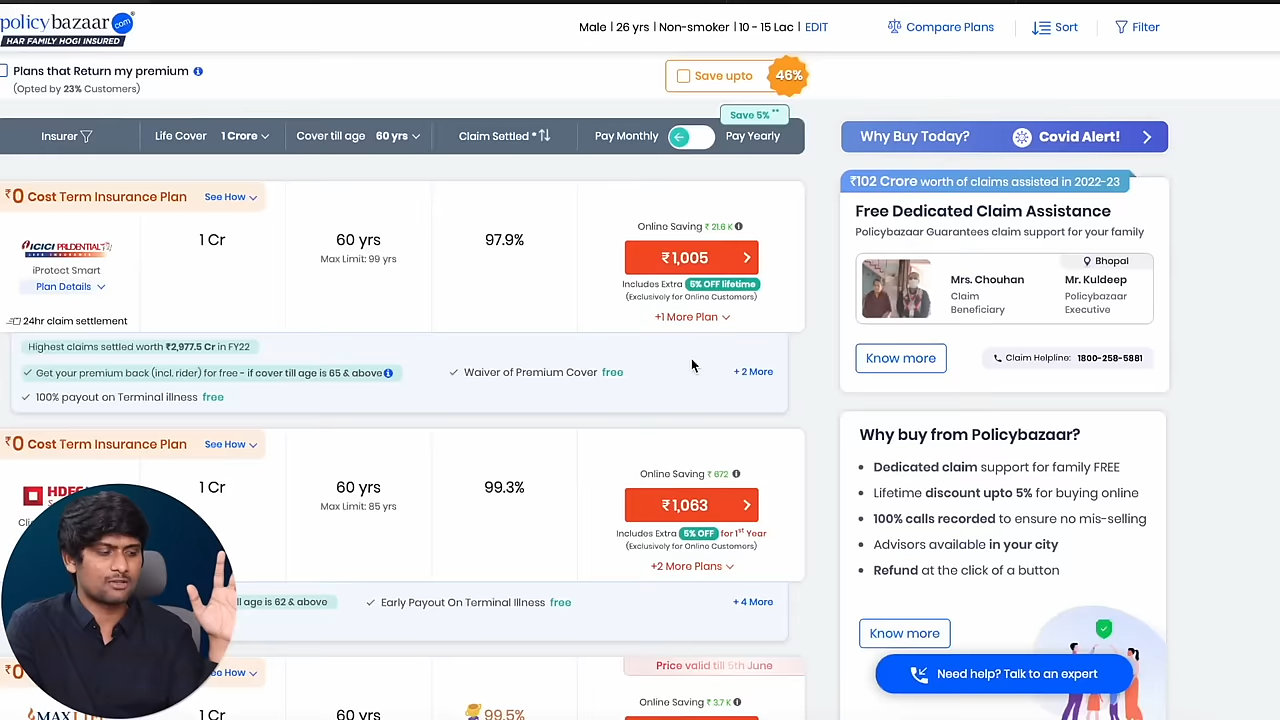 policybazaar.com
HAR FAMILY HOGI INSURED
Male | 26 yrs | Non-smoker | 10 - 15 Lac | EDIT
Compare Plans
Sort
Filter
Plans that Return my premium
(Opted by 23% Customers)
Save upto 46%
Save 5% **
Insurer
Life Cover 1 Crore
Cover till age 60 yrs
Claim Settled *
Pay Monthly
Pay Yearly
₹0 Cost Term Insurance Plan
See How
ICICI PRUDENTIAL
LIFE INSURANCE
iProtect Smart
Plan Details
24hr claim settlement
1 Cr
60 yrs
Max Limit: 99 yrs
97.9%
Online Saving ₹ 21.6 K
₹1,005
Includes Extra 5% OFF lifetime
(Exclusively for Online Customers)
+1 More Plan
Highest claims settled worth ₹2,977.5 Cr in FY22
Get your premium back (incl. rider) for free - if cover till age is 65 & above
Waiver of Premium Cover free
+ 2 More
100% payout on Terminal illness free
₹0 Cost Term Insurance Plan
See How
1 Cr
60 yrs
Max Limit: 85 yrs
99.3%
Online Saving ₹ 672
₹1,063
Includes Extra 5% OFF for 1st Year
(Exclusively for Online Customers)
+2 More Plans
age is 62 & above
Early Payout On Terminal Illness free
+ 4 More
Price valid till 5th June
₹0
How
MAX
1 Cr
60 yrs
99.5%
Online Saving ₹ 3.7 K
Why Buy Today?
Covid Alert!
₹102 Crore worth of claims assisted in 2022-23
Free Dedicated Claim Assistance
Policybazaar Guarantees claim support for your family
Bhopal
Mrs. Chouhan
Claim
Beneficiary
Mr. Kuldeep
Policybazaar
Executive
Know more
Claim Helpline: 1800-258-5881
Why buy from Policybazaar?
Dedicated claim support for family FREE
Lifetime discount upto 5% for buying online
100% calls recorded to ensure no mis-selling
Advisors available in your city
Refund at the click of a button
Know more
Need help? Talk to an expert